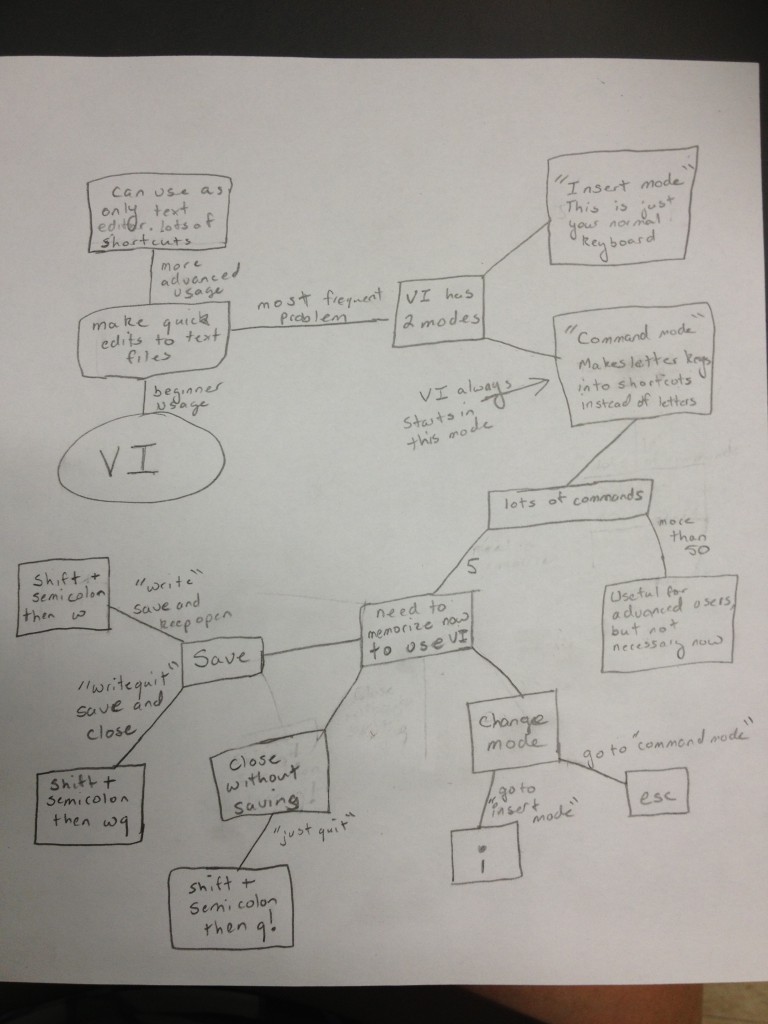 VI
beginner
usage
make quick
edits to text
files
more
advanced
usage
can use as
only text
editor. lots of
shortcuts
most frequent
problem
VI has
2 modes
"Insert mode"
This is just
your normal
keyboard
VI always
starts in
this mode
"Command mode"
Makes letter keys
into shortcuts
instead of letters
lots of commands
more
than
50
Useful for
advanced users,
but not
necessary now
5
need to
memorize now
to use VI
Save
"write"
save and
keep open
Shift +
semicolon
then w
"writequit"
save and
close
Shift +
semicolon
then wq
Close
without
saving
"just quit"
Shift +
semicolon
then q!
Change
mode
go to "command mode"
esc
"go to
insert mode"
i